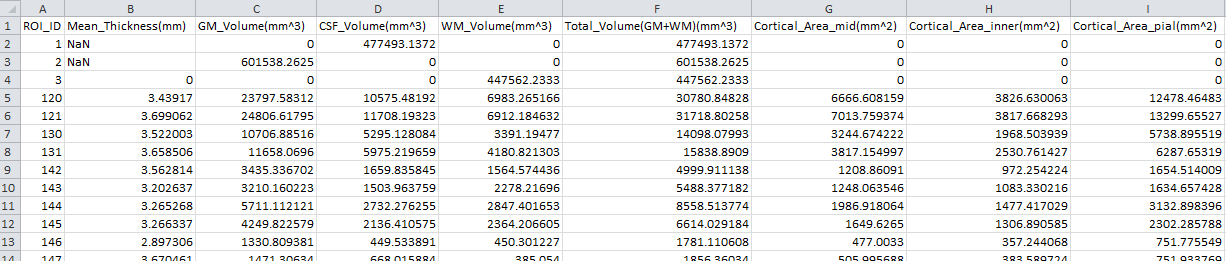 A B C D E F G H I
1 ROI_ID Mean_Thickness(mm) GM_Volume(mm^3) CSF_Volume(mm^3) WM_Volume(mm^3) Total_Volume(GM+WM)(mm^3) Cortical_Area_mid(mm^2) Cortical_Area_inner(mm^2) Cortical_Area_pial(mm^2)
2 1 NaN 0 477493.1372 0 477493.1372 0 0 0
3 2 NaN 601538.2625 0 0 601538.2625 0 0 0
4 3 0 0 0 447562.2333 447562.2333 0 0 0
5 120 3.43917 23797.58312 10575.48192 6983.265166 30780.84828 6666.608159 3826.630063 12478.46483
6 121 3.699062 24806.61795 11708.19323 6912.184632 31718.80258 7013.759374 3817.668293 13299.65527
7 130 3.522003 10706.88516 5295.128084 3391.19477 14098.07993 3244.674222 1968.503939 5738.895519
8 131 3.658506 11658.0696 5975.219659 4180.821303 15838.8909 3817.154997 2530.761427 6287.65319
9 142 3.562814 3435.336702 1659.835845 1564.574436 4999.911138 1208.86091 972.254224 1654.514009
10 143 3.202637 3210.160223 1503.963759 2278.21696 5488.377182 1248.063546 1083.330216 1634.657428
11 144 3.265268 5711.112121 2732.276255 2847.401653 8558.513774 1986.918064 1477.417029 3132.898396
12 145 3.266337 4249.822579 2136.410575 2364.206605 6614.029184 1649.6265 1306.890585 2302.285788
13 146 2.897306 1330.809381 449.533891 450.301227 1781.110608 477.0033 357.244068 751.775549
14 147 3.670461 1471.30634 668.015884 385.054 1856.36034 505.995688 383.589724 751.933769